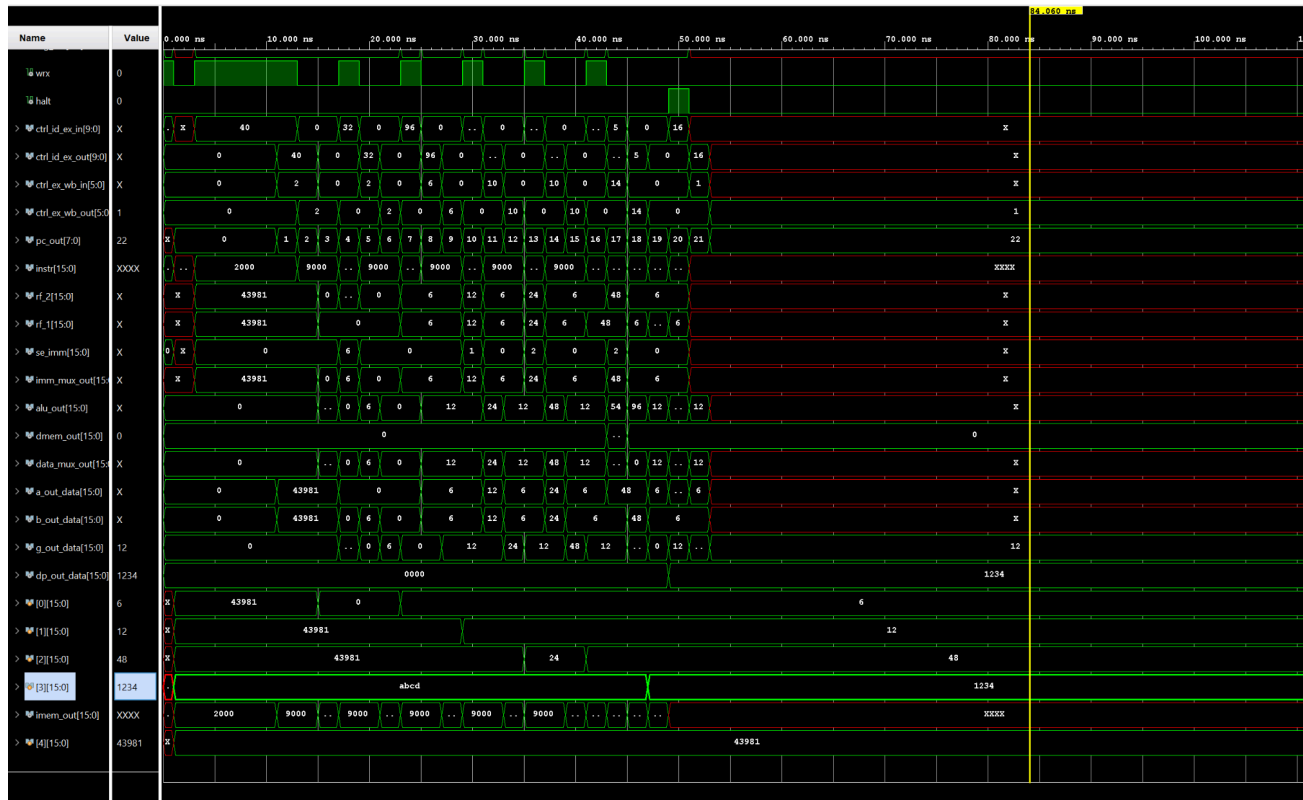 84.060 ns
Name Value 0.000 ns 10.000 ns 20.000 ns 30.000 ns 40.000 ns 50.000 ns 60.000 ns 70.000 ns 80.000 ns 90.000 ns 100.000 ns
wrx 0
halt 0
ctrl_id_ex_in[9:0] X . X 40 0 32 0 96 0 .. 0 .. 0 .. 5 0 16 X
ctrl_id_ex_out[9:0] X 0 40 0 32 0 96 0 .. 0 .. 0 .. 5 0 16 X
ctrl_ex_wb_in[5:0] X 0 2 0 2 0 6 0 10 0 10 0 14 0 1 X
ctrl_ex_wb_out[5:0 1 0 2 0 2 0 6 0 10 0 10 0 14 0 1
pc_out[7:0] 22 X 0 1 2 3 4 5 6 7 8 9 10 11 12 13 14 15 16 17 18 19 20 21 22
instr[15:0] XXXX . .. 2000 9000 .. 9000 .. 9000 .. 9000 .. 9000 .. .. .. .. .. XXXX
rf_2[15:0] X X 43981 0 .. 0 6 12 6 24 6 48 6 X
rf_1[15:0] X X 43981 0 6 12 6 24 6 48 6 .. 6 X
se_imm[15:0] X 0 X 0 6 0 1 0 2 0 2 0 X
imm_mux_out[15: X X 43981 0 6 0 6 12 6 24 6 48 6 X
alu_out[15:0] X 0 .. 0 6 0 12 24 12 48 12 54 96 12 .. 12 X
dmem_out[15:0] 0 0 .. 0
data_mux_out[15: X 0 .. 0 6 0 12 24 12 48 12 .. 0 12 .. 12 X
a_out_data[15:0] X 0 43981 0 6 12 6 24 6 48 6 .. 6 X
b_out_data[15:0] X 0 43981 0 6 0 6 12 6 24 6 48 6 X
g_out_data[15:0] 12 0 .. 0 6 0 12 24 12 48 12 .. 0 12 .. 12
dp_out_data[15:0] 1234 0000 1234
[0][15:0] 6 X 43981 0 6
[1][15:0] 12 X 43981 12
[2][15:0] 48 X 43981 24 48
[3][15:0] 1234 . abcd 1234
imem_out[15:0] XXXX . 2000 9000 .. 9000 .. 9000 .. 9000 .. 9000 .. .. .. .. .. XXXX
[4][15:0] 43981 X 43981